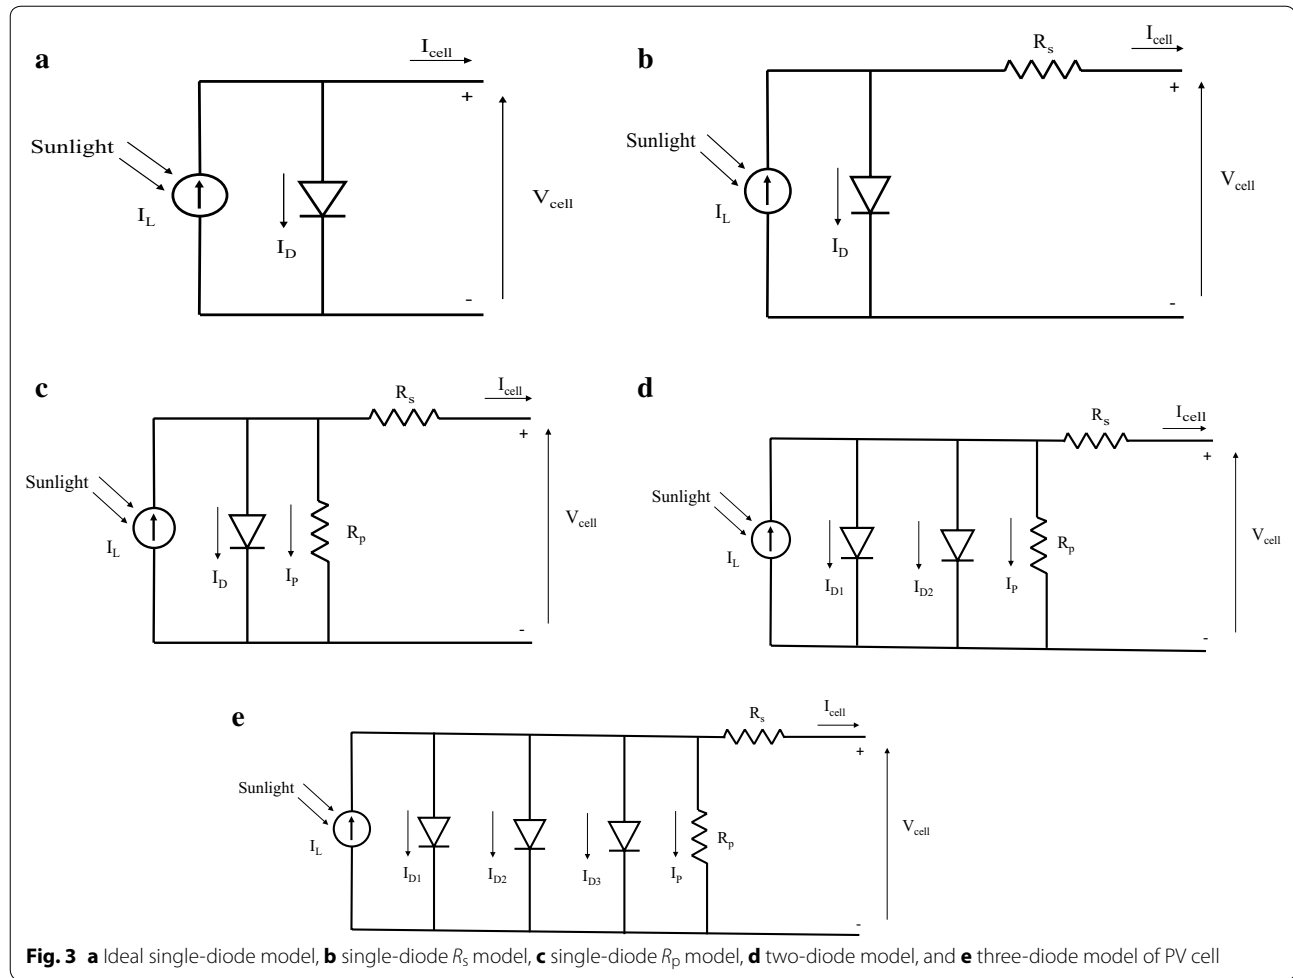 a
I_cell
+
Sunlight
I_L
I_D
V_cell
-
b
R_s
I_cell
+
Sunlight
I_L
I_D
V_cell
-
c
R_s
I_cell
+
Sunlight
I_L
I_D
I_P
R_p
V_cell
-
d
R_s
I_cell
+
Sunlight
I_L
I_D1
I_D2
I_P
R_p
V_cell
-
e
R_s
I_cell
+
Sunlight
I_L
I_D1
I_D2
I_D3
I_P
R_p
V_cell
-
Fig. 3 a Ideal single-diode model, b single-diode R_s model, c single-diode R_p model, d two-diode model, and e three-diode model of PV cell